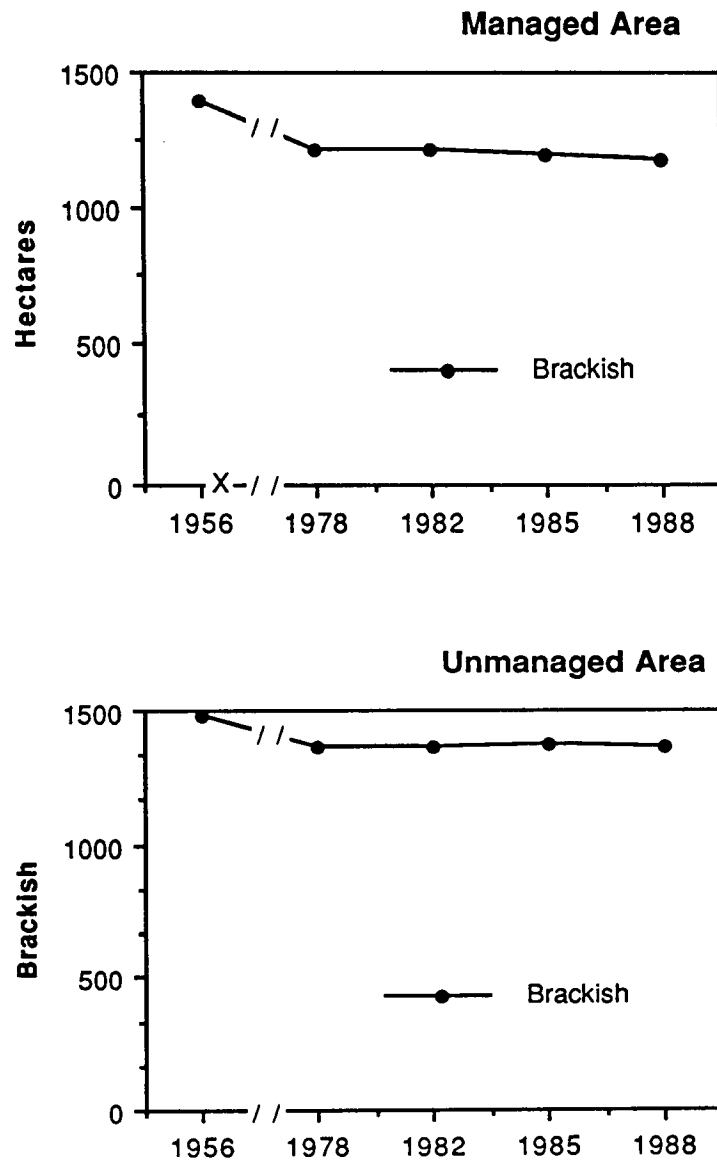 Managed Area
1500
1000
Hectares
500
Brackish
0
X // 
1956 1978 1982 1985 1988
Unmanaged Area
1500
//
1000
Brackish
500
Brackish
0
//
1956 1978 1982 1985 1988